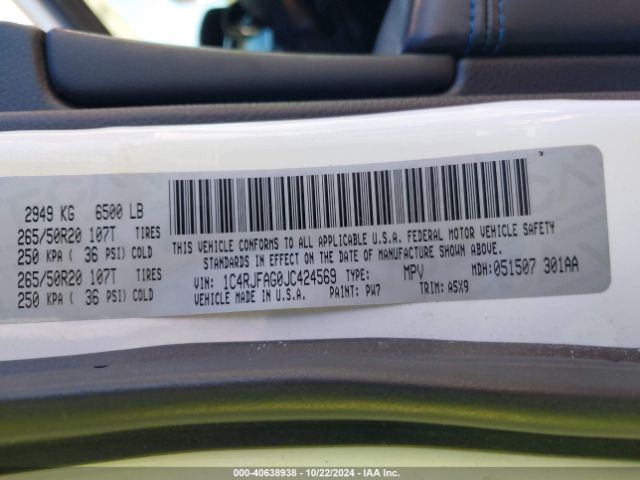 2949 KG 6500 LB
265/50R20 107T TIRES
250 KPA ( 36 PSI) COLD
265/50R20 107T TIRES
250 KPA ( 36 PSI) COLD
THIS VEHICLE CONFORMS TO ALL APPLICABLE U.S.A. FEDERAL MOTOR VEHICLE SAFETY
STANDARDS IN EFFECT ON THE DATE OF MANUFACTURE SHOWN ABOVE.
VIN: 1C4RJFAG0JC424569 TYPE: MPV MDH: 051507 301AA
VEHICLE MADE IN U.S.A. PAINT: PW7 TRIM: A5X9
000-40638938 - 10/22/2024 - IAA Inc.